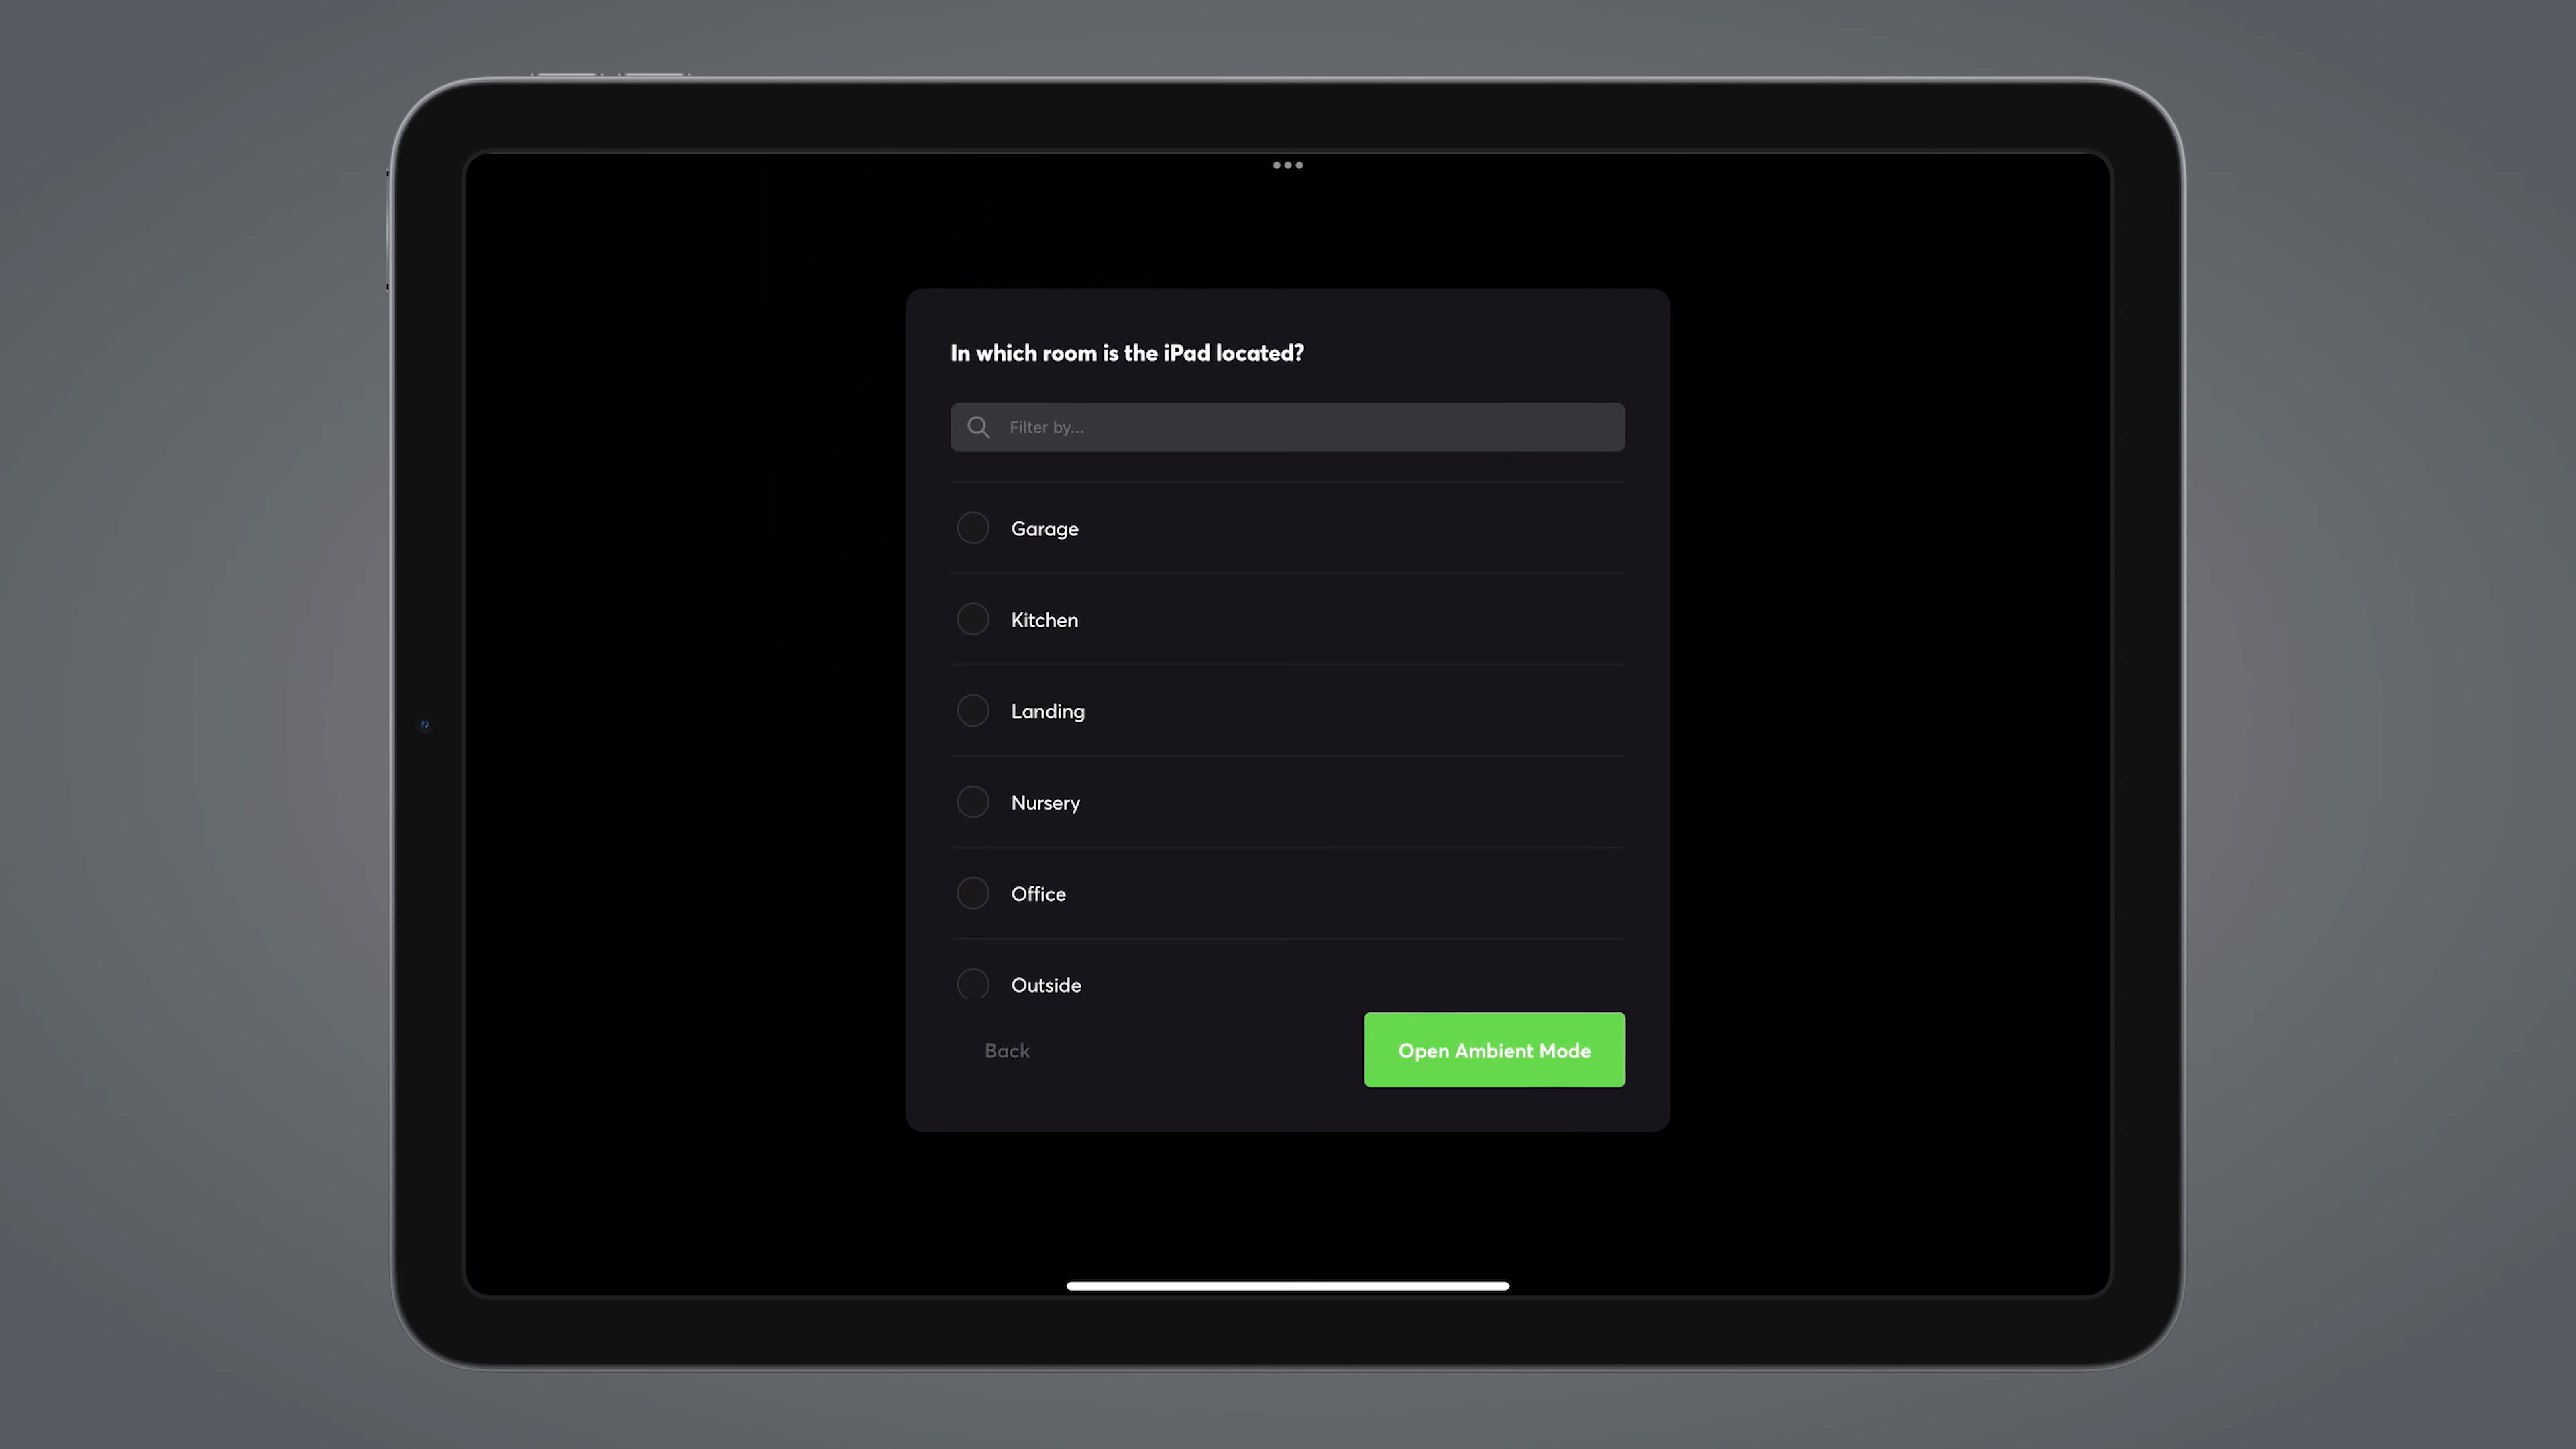 In which room is the iPad located?
Filter by...
Garage
Kitchen
Landing
Nursery
Office
Outside
Back
Open Ambient Mode